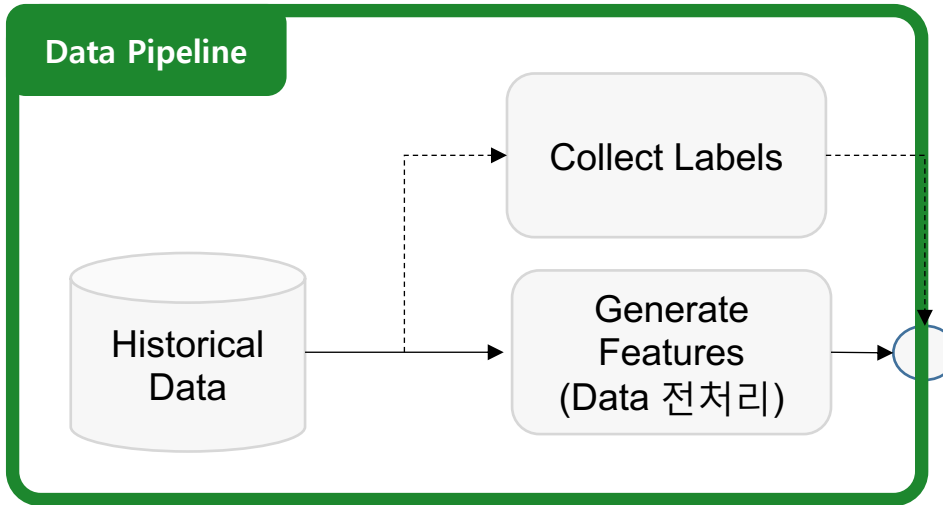 Data Pipeline
Collect Labels
Historical
Data
Generate
Features
(Data 전처리)